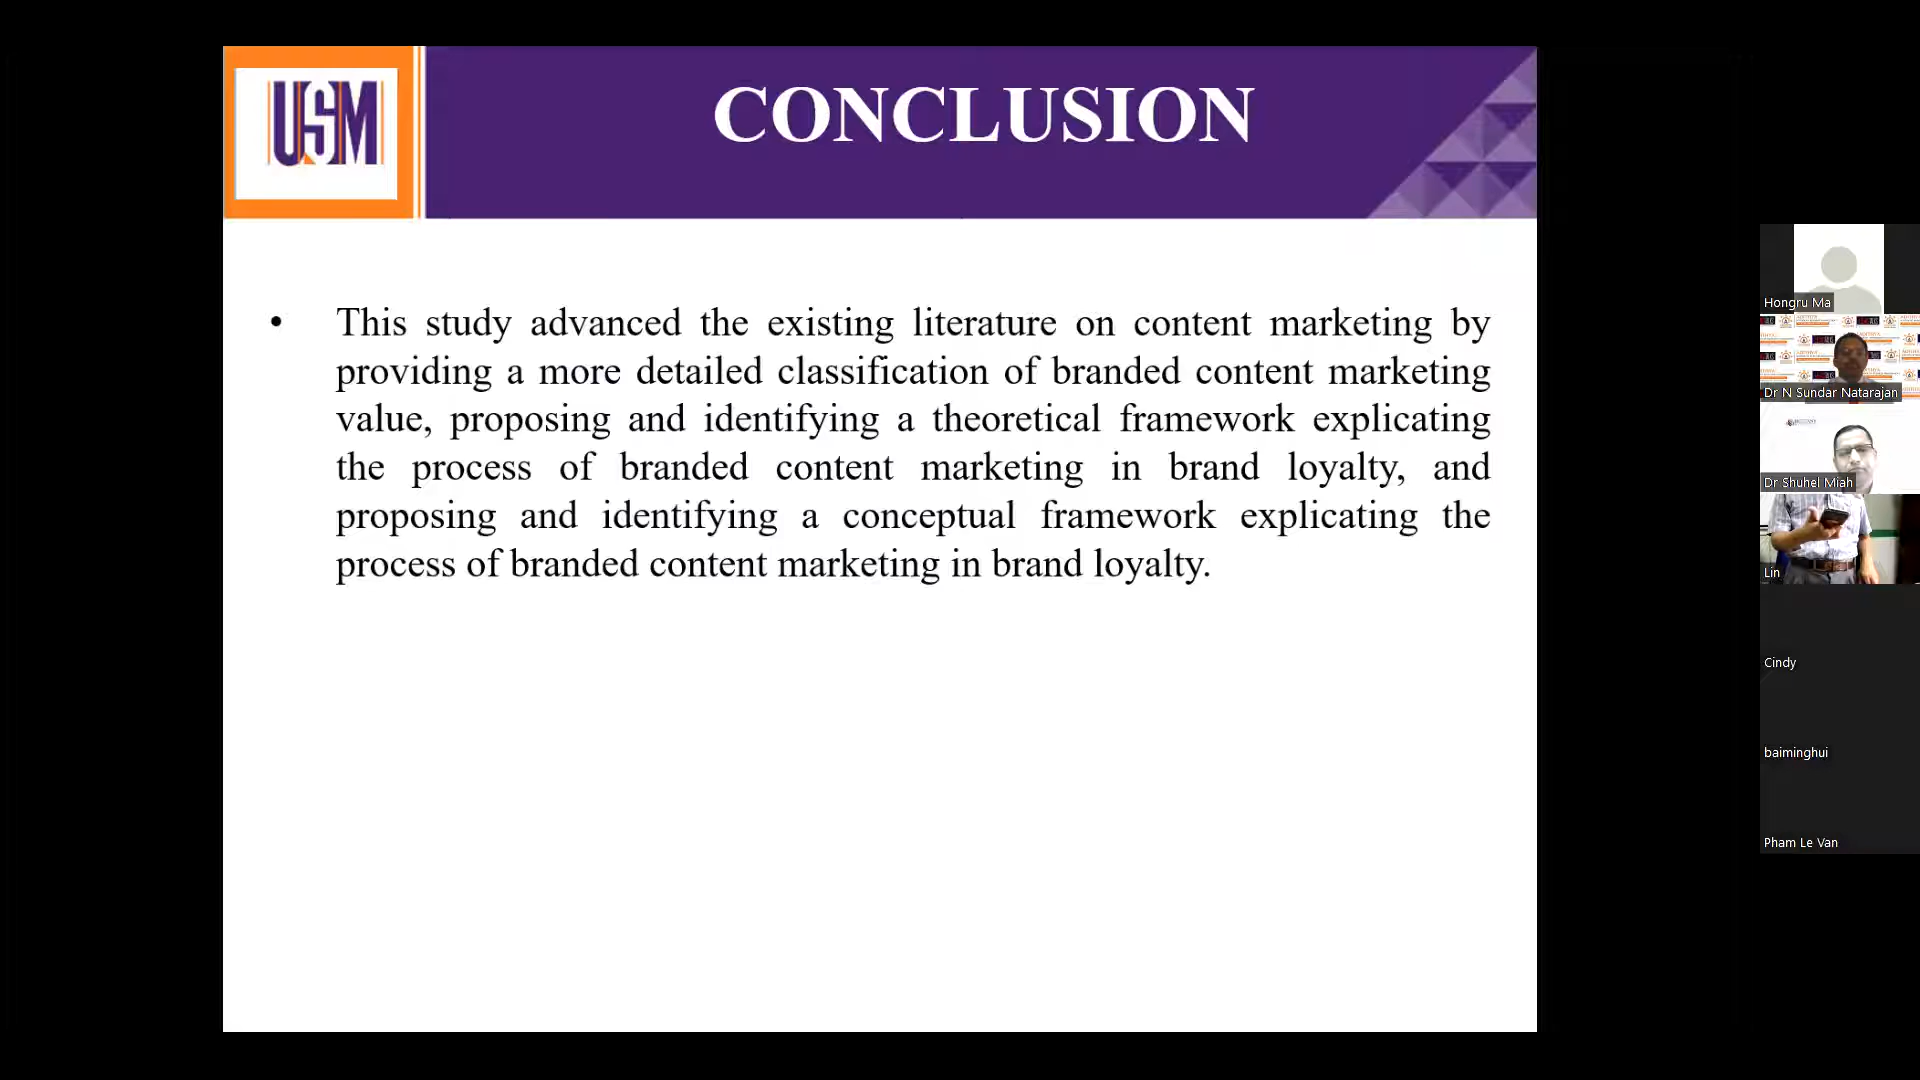 USM
CONCLUSION
• This study advanced the existing literature on content marketing by
providing a more detailed classification of branded content marketing
value, proposing and identifying a theoretical framework explicating
the process of branded content marketing in brand loyalty, and
proposing and identifying a conceptual framework explicating the
process of branded content marketing in brand loyalty.
Hongru Ma
Dr N Sundar Natarajan
Dr Shuhel Miah
Lin
Cindy
baiminghui
Pham Le Van